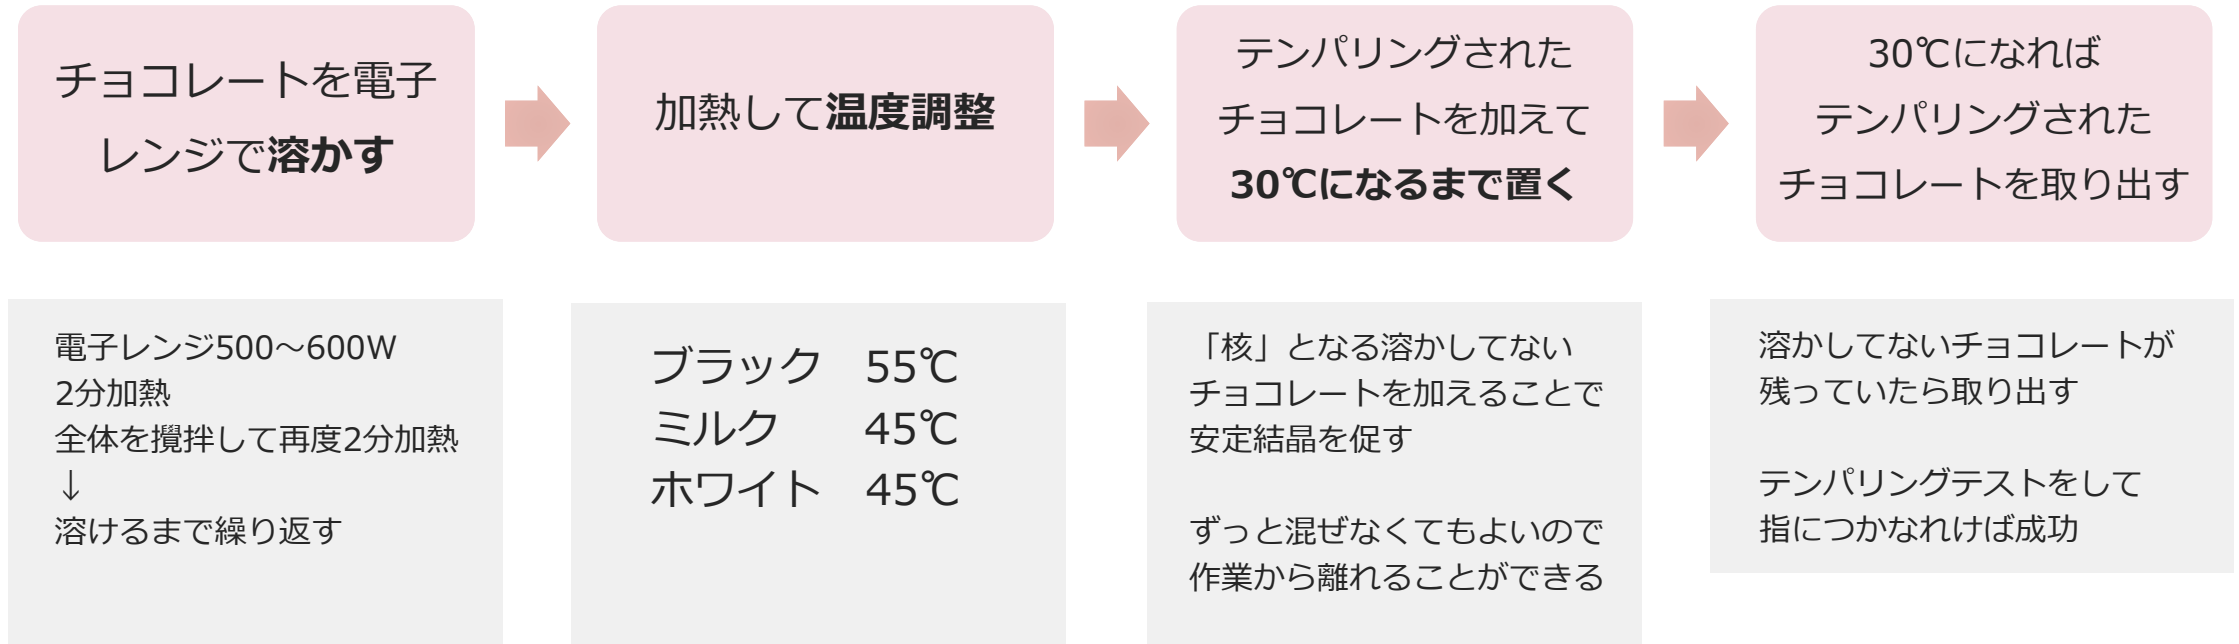 チョコレートを電子
レンジで溶かす
加熱して温度調整
テンパリングされた
チョコレートを加えて
30℃になるまで置く
30℃になれば
テンパリングされた
チョコレートを取り出す
電子レンジ500～600W
2分加熱
全体を攪拌して再度2分加熱
↓
溶けるまで繰り返す
ブラック　55℃
ミルク　　45℃
ホワイト　45℃
「核」となる溶かしてない
チョコレートを加えることで
安定結晶を促す
ずっと混ぜなくてもよいので
作業から離れることができる
溶かしてないチョコレートが
残っていたら取り出す
テンパリングテストをして
指につかなれけば成功